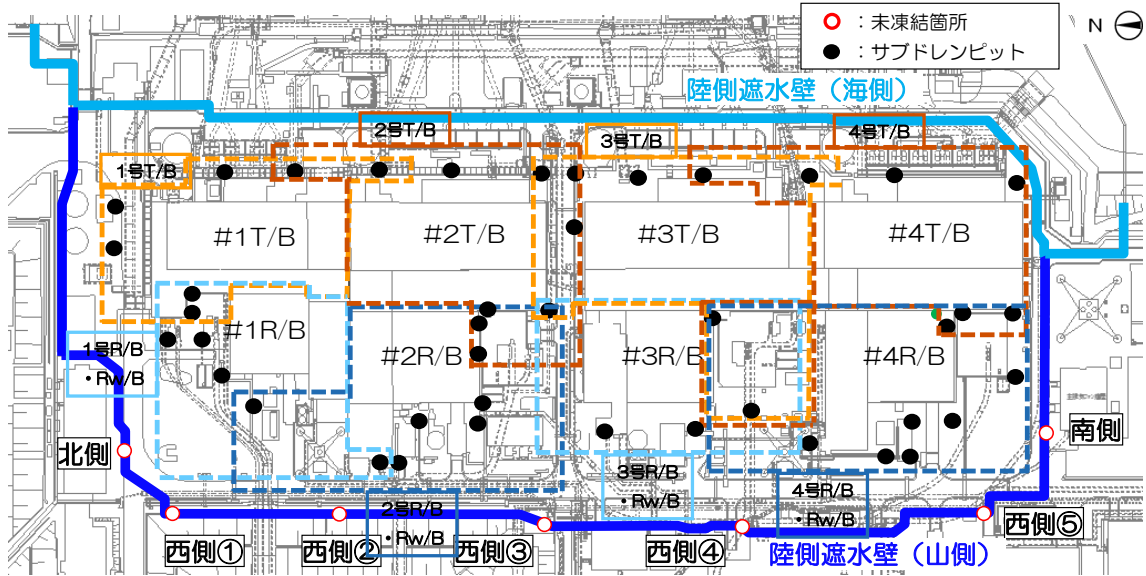 ○：未凍結箇所
●：サブドレンピット
N
陸側遮水壁（海側）
2号T/B
3号T/B
4号T/B
1号T/B
#1T/B
#2T/B
#3T/B
#4T/B
#1R/B
#2R/B
#3R/B
#4R/B
1号R/B
・Rw/B
北側
南側
3号R/B
・Rw/B
4号R/B
・Rw/B
2号R/B
・Rw/B
西側①
西側②
西側③
西側④
西側⑤
陸側遮水壁（山側）